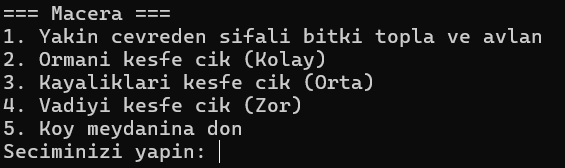 === Macera ===
1. Yakin cevreden sifali bitki topla ve avlan
2. Ormani kesfe cik (Kolay)
3. Kayaliklari kesfe cik (Orta)
4. Vadiyi kesfe cik (Zor)
5. Koy meydanina don
Seciminizi yapin: